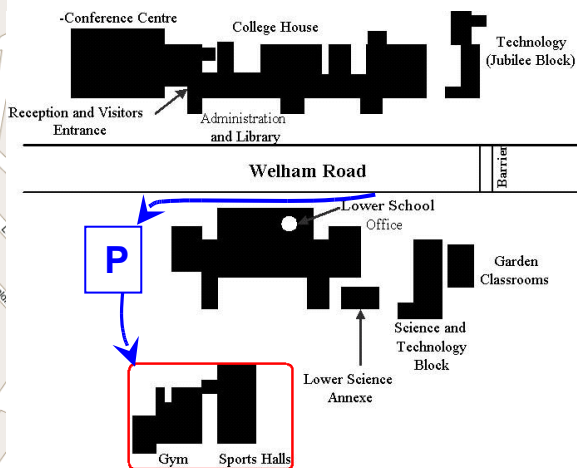 -Conference Centre
College House
Technology
(Jubilee Block)
Reception and Visitors
Entrance
Administration
and Library
Welham Road
Barrier
Lower School
Office
P
Garden
Classrooms
Science and
Technology
Block
Lower Science
Annexe
Gym
Sports Halls